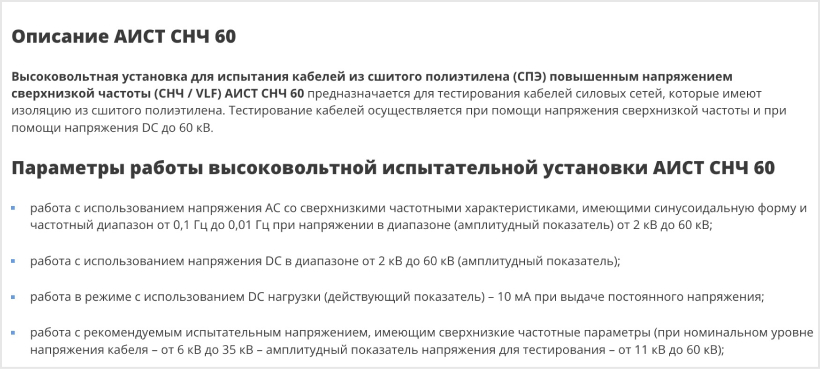 Описание АИСТ СНЧ 60
Высоковольтная установка для испытания кабелей из сшитого полиэтилена (СПЭ) повышенным напряжением
сверхнизкой частоты (СНЧ / VLF) АИСТ СНЧ 60 предназначается для тестирования кабелей силовых сетей, которые имеют
изоляцию из сшитого полиэтилена. Тестирование кабелей осуществляется при помощи напряжения сверхнизкой частоты и при
помощи напряжения DC до 60 кВ.
Параметры работы высоковольтной испытательной установки АИСТ СНЧ 60
работа с использованием напряжения АС со сверхнизкими частотными характеристиками, имеющими синусоидальную форму и
частотный диапазон от 0,1 Гц до 0,01 Гц при напряжении в диапазоне (амплитудный показатель) от 2 кВ до 60 кВ;
работа с использованием напряжения DC в диапазоне от 2 кВ до 60 кВ (амплитудный показатель);
работа в режиме с использованием DC нагрузки (действующий показатель) – 10 мА при выдаче постоянного напряжения;
работа с рекомендуемым испытательным напряжением, имеющим сверхнизкие частотные параметры (при номинальном уровне
напряжения кабеля – от 6 кВ до 35 кВ – амплитудный показатель напряжения для тестирования – от 11 кВ до 60 кВ);